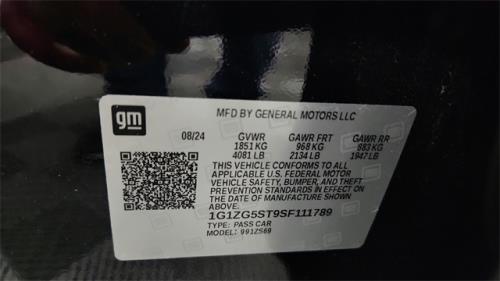 gm
MFD BY GENERAL MOTORS LLC
08/24 GVWR GAWR FRT GAWR RR
1851 KG 968 KG 883 KG
4081 LB 2134 LB 1947 LB
THIS VEHICLE CONFORMS TO ALL
APPLICABLE U.S. FEDERAL MOTOR
VEHICLE SAFETY, BUMPER, AND THEFT
PREVENTION STANDARDS IN EFFECT ON
THE DATE OF MANUFACTURE SHOWN
ABOVE.
1G1ZG5ST9SF111789
TYPE: PASS CAR
MODEL: 991ZS69